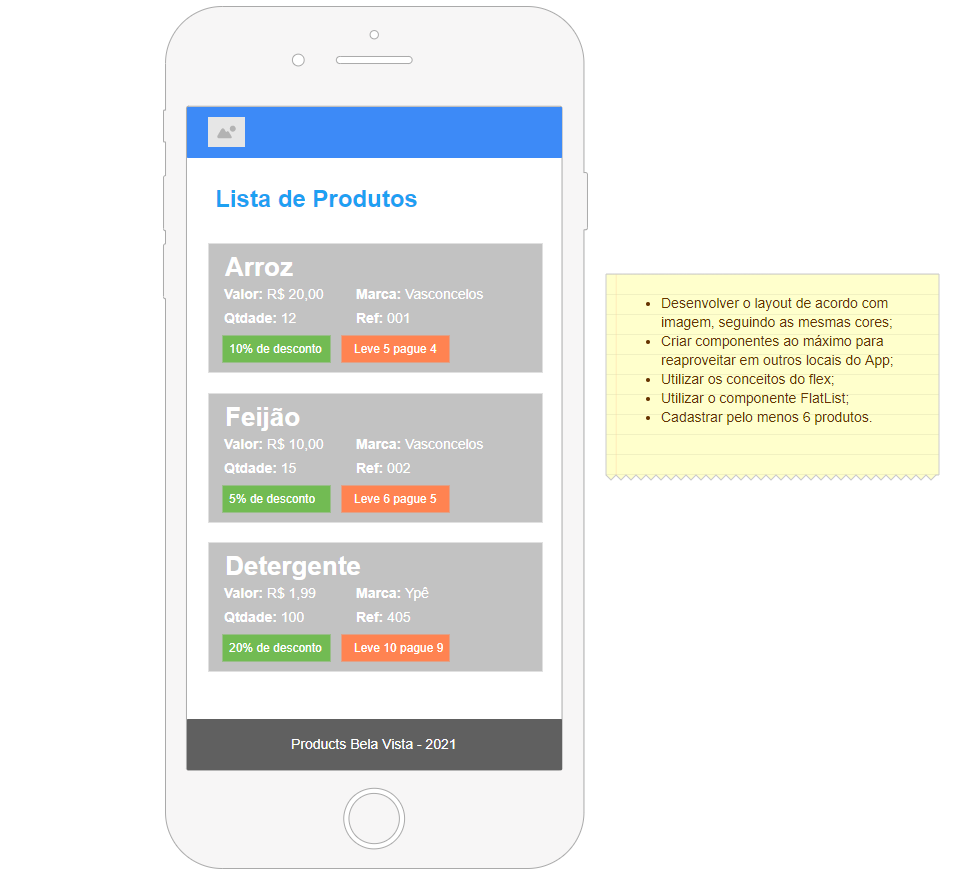 Lista de Produtos
Arroz
Valor: R$ 20,00 Marca: Vasconcelos
Qtdade: 12 Ref: 001
10% de desconto Leve 5 pague 4
Feijão
Valor: R$ 10,00 Marca: Vasconcelos
Qtdade: 15 Ref: 002
5% de desconto Leve 6 pague 5
Detergente
Valor: R$ 1,99 Marca: Ypê
Qtdade: 100 Ref: 405
20% de desconto Leve 10 pague 9
Products Bela Vista - 2021
• Desenvolver o layout de acordo com
imagem, seguindo as mesmas cores;
• Criar componentes ao máximo para
reaproveitar em outros locais do App;
• Utilizar os conceitos do flex;
• Utilizar o componente FlatList;
• Cadastrar pelo menos 6 produtos.